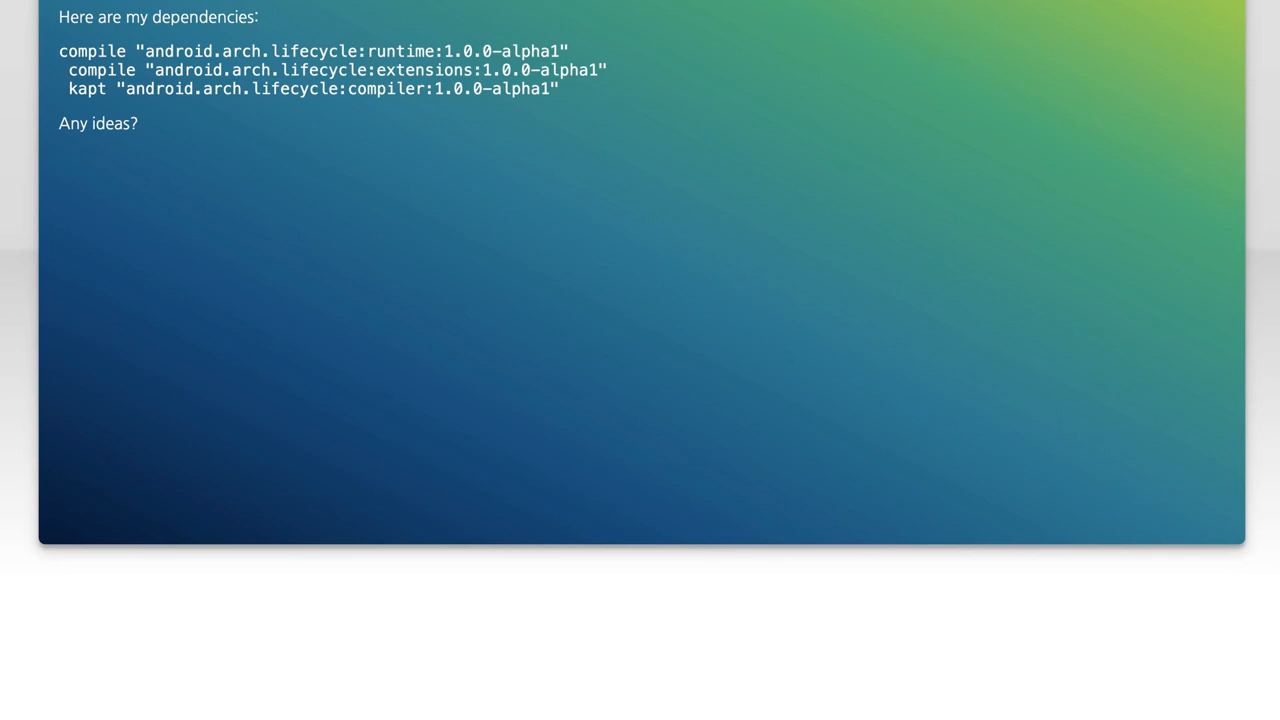 Here are my dependencies:
compile "android.arch.lifecycle:runtime:1.0.0-alpha1"
compile "android.arch.lifecycle:extensions:1.0.0-alpha1"
kapt "android.arch.lifecycle:compiler:1.0.0-alpha1"
Any ideas?